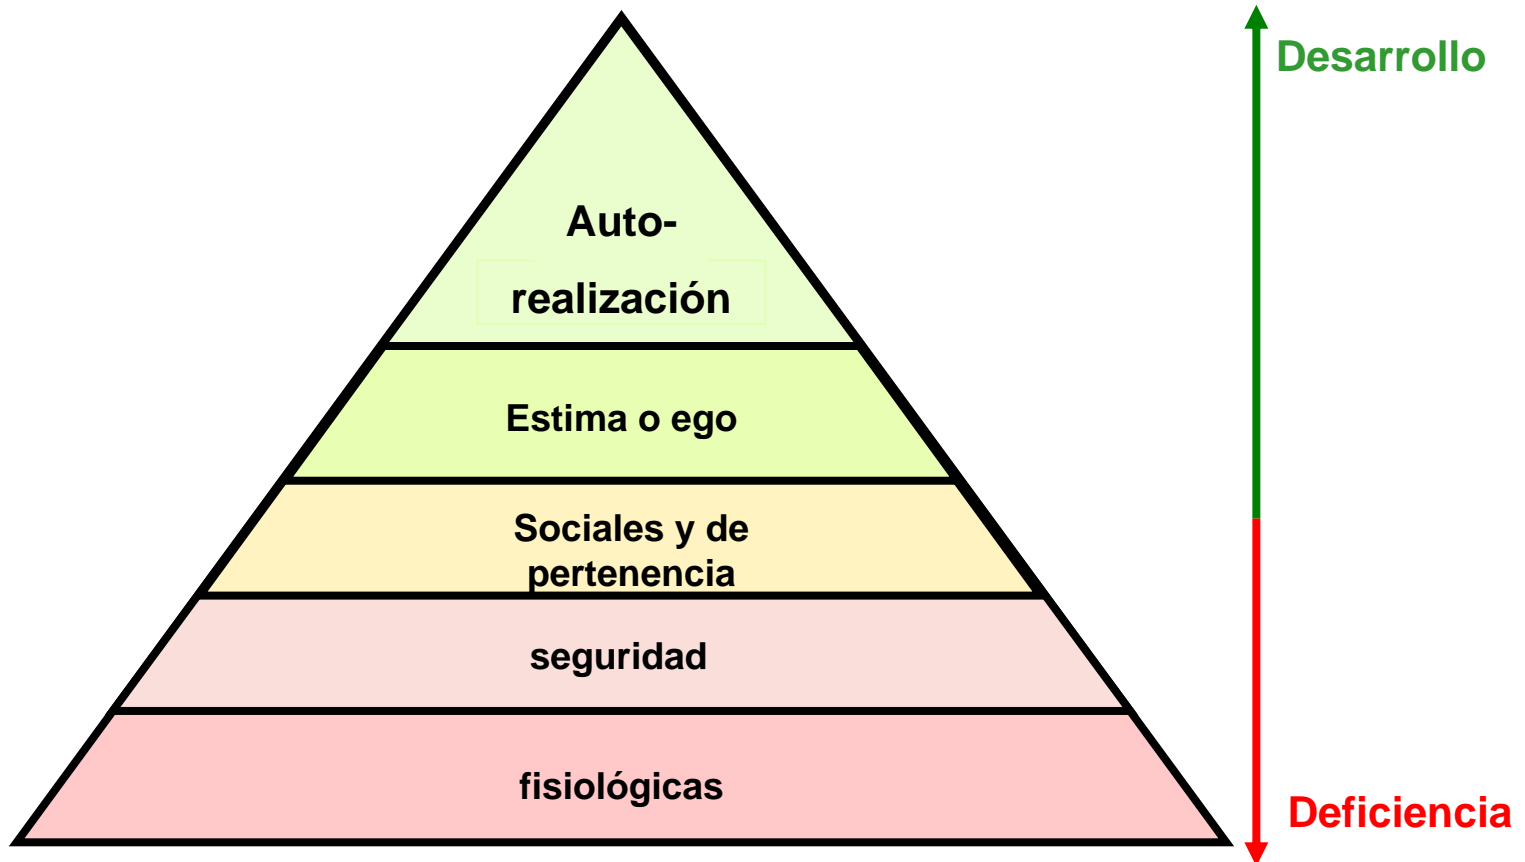 Desarrollo
Auto-
realización
Estima o ego
Sociales y de
pertenencia
seguridad
fisiológicas
Deficiencia